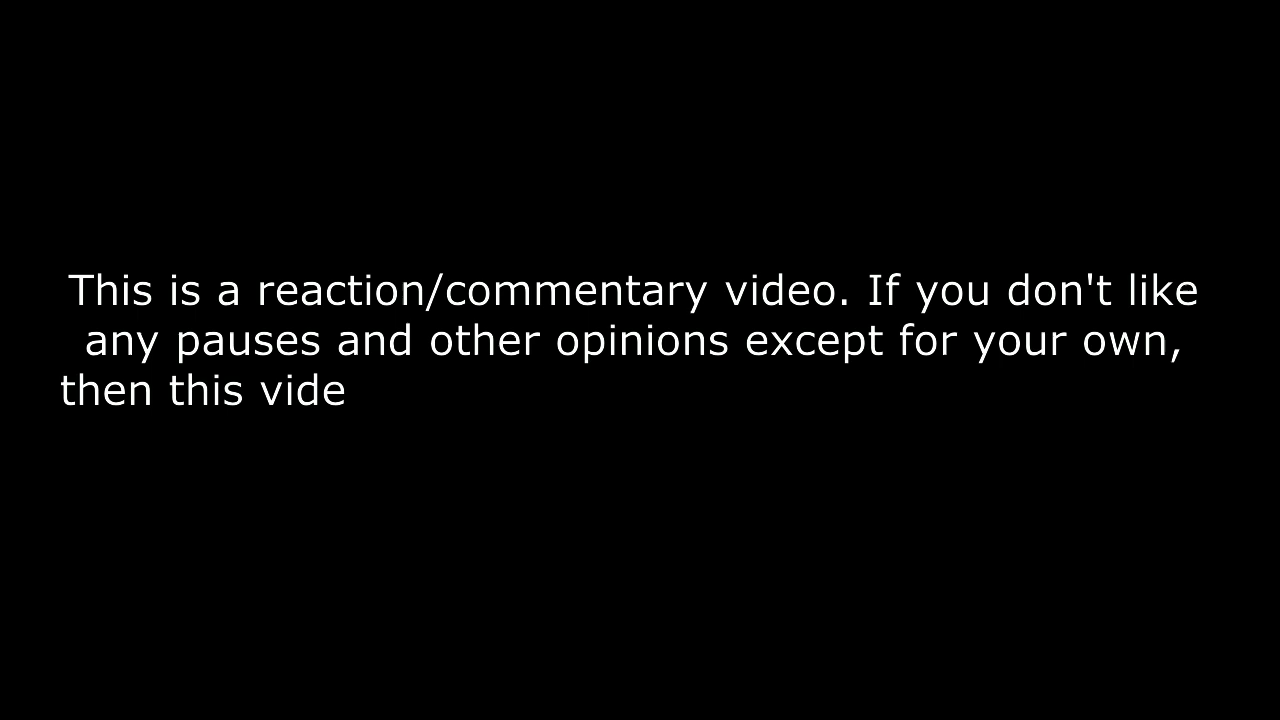 This is a reaction/commentary video. If you don't like
any pauses and other opinions except for your own,
then this vide